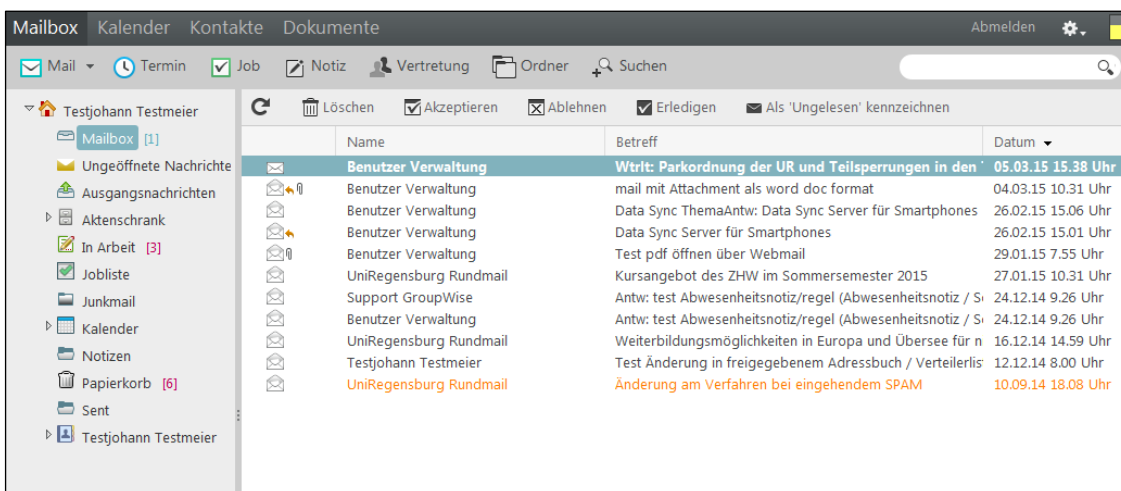 Mailbox Kalender Kontakte Dokumente Abmelden
Mail Termin Job Notiz Vertretung Ordner Suchen
Testjohann Testmeier
Mailbox [1]
Ungeöffnete Nachrichte
Ausgangsnachrichten
Aktenschrank
In Arbeit [3]
Jobliste
Junkmail
Kalender
Notizen
Papierkorb [6]
Sent
Testjohann Testmeier
Löschen Akzeptieren Ablehnen Erledigen Als 'Ungelesen' kennzeichnen
Name Betreff Datum
Benutzer Verwaltung Wtrlt: Parkordnung der UR und Teilsperrungen in den 05.03.15 15.38 Uhr
Benutzer Verwaltung mail mit Attachment als word doc format 04.03.15 10.31 Uhr
Benutzer Verwaltung Data Sync ThemaAntw: Data Sync Server für Smartphones 26.02.15 15.06 Uhr
Benutzer Verwaltung Data Sync Server für Smartphones 26.02.15 15.01 Uhr
Benutzer Verwaltung Test pdf öffnen über Webmail 29.01.15 7.55 Uhr
UniRegensburg Rundmail Kursangebot des ZHW im Sommersemester 2015 27.01.15 10.31 Uhr
Support GroupWise Antw: test Abwesenheitsnotiz/regel (Abwesenheitsnotiz / S 24.12.14 9.26 Uhr
Benutzer Verwaltung Antw: test Abwesenheitsnotiz/regel (Abwesenheitsnotiz / S 24.12.14 9.26 Uhr
UniRegensburg Rundmail Weiterbildungsmöglichkeiten in Europa und Übersee für n 16.12.14 14.59 Uhr
Testjohann Testmeier Test Änderung in freigegebenem Adressbuch / Verteilerlis 12.12.14 8.00 Uhr
UniRegensburg Rundmail Änderung am Verfahren bei eingehendem SPAM 10.09.14 18.08 Uhr